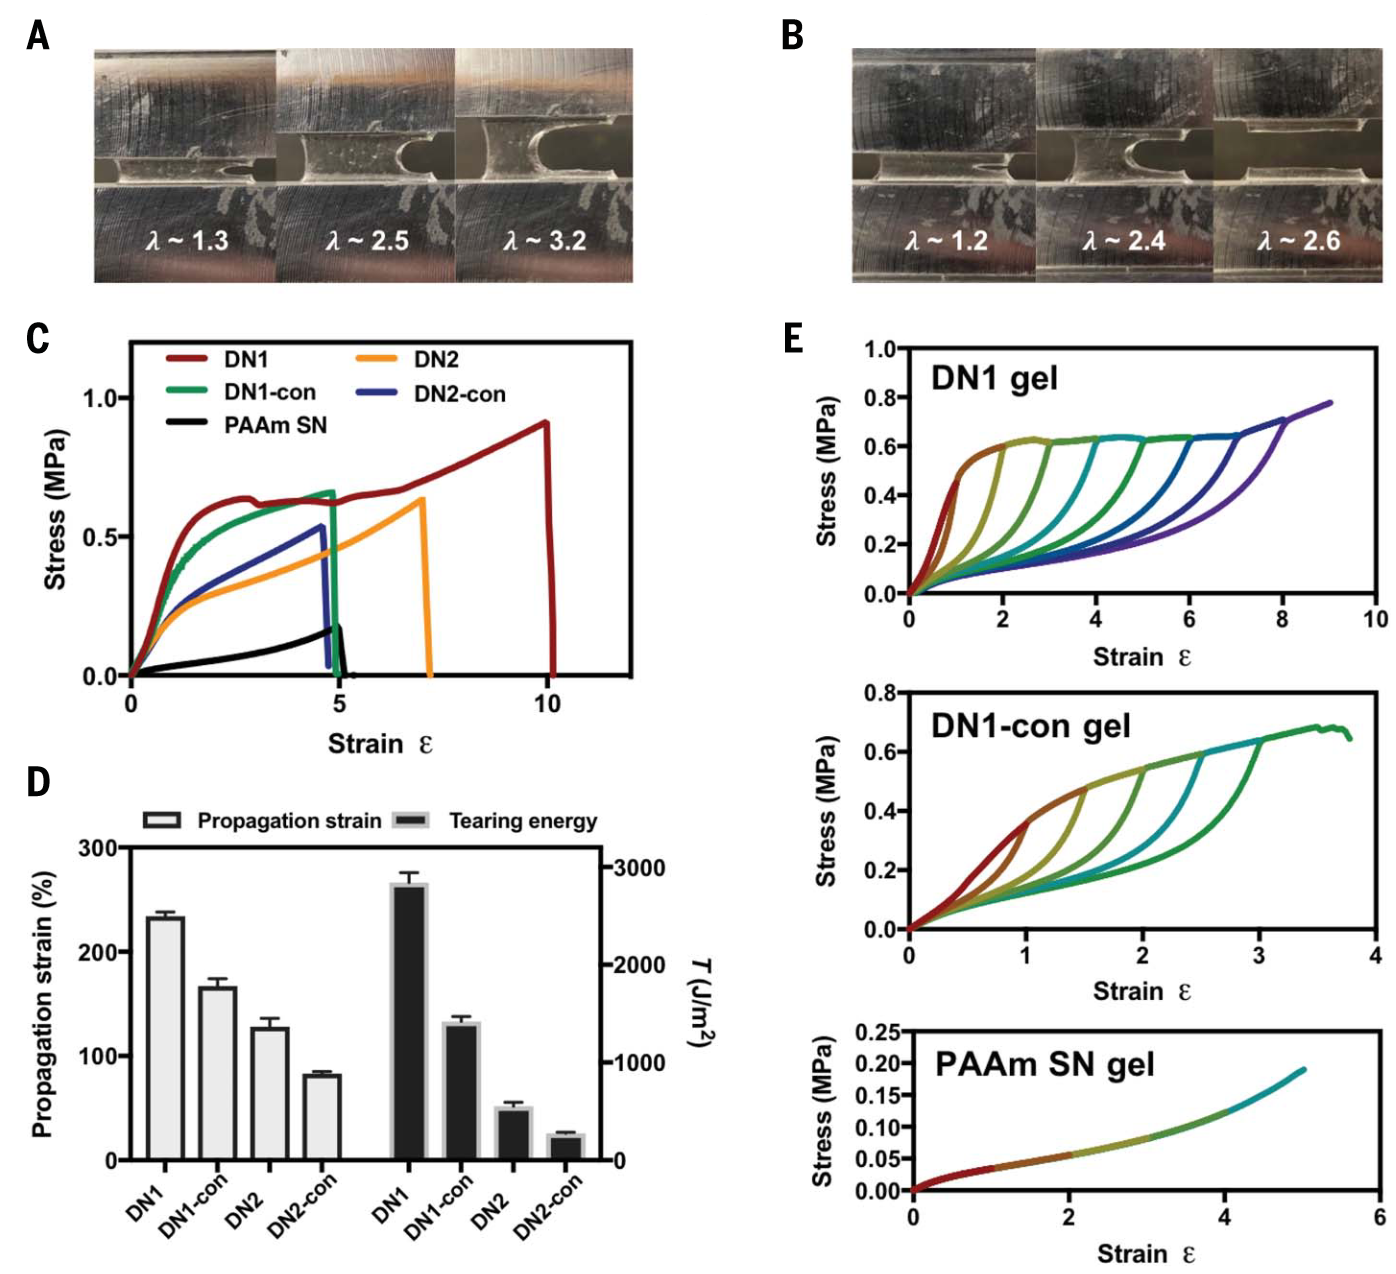 A
λ ~ 1.3
λ ~ 2.5
λ ~ 3.2
B
λ ~ 1.2
λ ~ 2.4
λ ~ 2.6
C
DN1
DN2
DN1-con
DN2-con
PAAm SN
Stress (MPa)
1.0
0.5
0.0
0
5
10
Strain ε
D
Propagation strain
Tearing energy
Propagation strain (%)
300
200
100
0
3000
2000
1000
0
T (J/m²)
DN1
DN1-con
DN2
DN2-con
DN1
DN1-con
DN2
DN2-con
E
DN1 gel
Stress (MPa)
1.0
0.8
0.6
0.4
0.2
0.0
0
2
4
6
8
10
Strain ε
DN1-con gel
Stress (MPa)
0.8
0.6
0.4
0.2
0.0
0
1
2
3
4
Strain ε
PAAm SN gel
Stress (MPa)
0.25
0.20
0.15
0.10
0.05
0.00
0
2
4
6
Strain ε